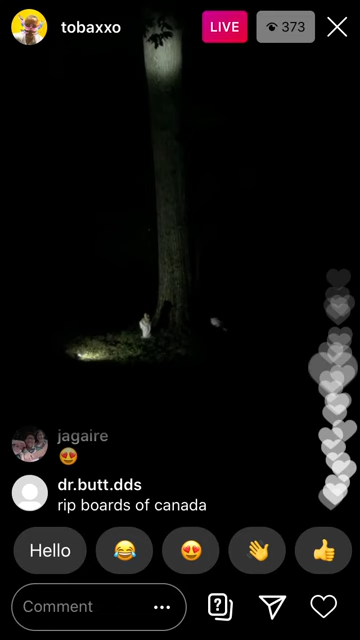 tobaxxo
LIVE
373
jagaire
😍
dr.butt.dds
rip boards of canada
Hello
😂
😍
👋
👍
Comment